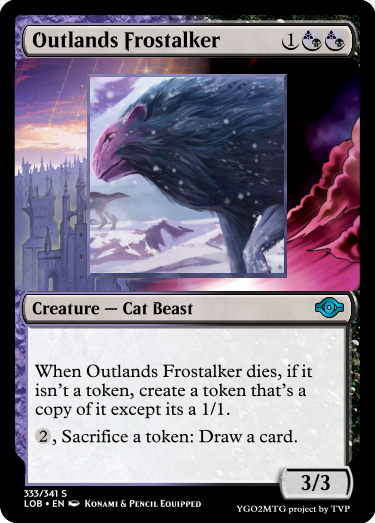 Outlands Frostalker 1
Creature — Cat Beast
When Outlands Frostalker dies, if it
isn't a token, create a token that's a
copy of it except its a 1/1.
2, Sacrifice a token: Draw a card.
3/3
333/341 S
LOB • EN KONAMI & PENCIL EQUIPPED
YGO2MTG project by TVP